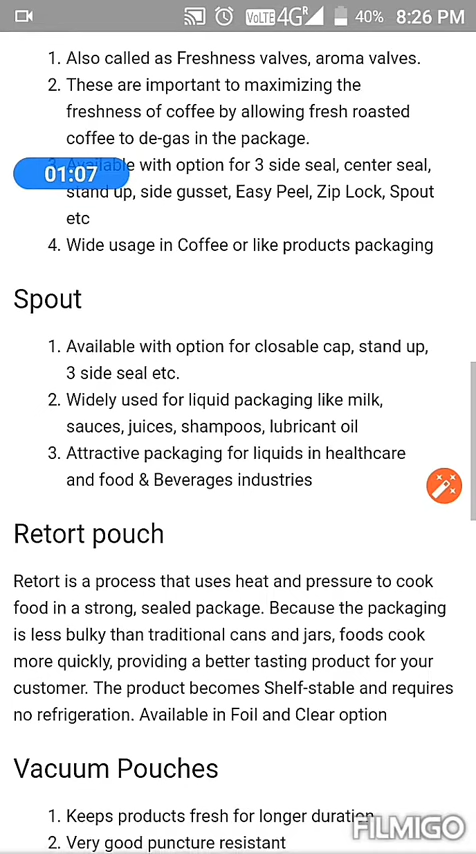 VoLTE 4G R 40% 8:26 PM
1. Also called as Freshness valves, aroma valves.
2. These are important to maximizing the
freshness of coffee by allowing fresh roasted
coffee to de-gas in the package.
3. Available with option for 3 side seal, center seal,
01:07
stand up, side gusset, Easy Peel, Zip Lock, Spout
etc
4. Wide usage in Coffee or like products packaging
Spout
1. Available with option for closable cap, stand up,
3 side seal etc.
2. Widely used for liquid packaging like milk,
sauces, juices, shampoos, lubricant oil
3. Attractive packaging for liquids in healthcare
and food & Beverages industries
Retort pouch
Retort is a process that uses heat and pressure to cook
food in a strong, sealed package. Because the packaging
is less bulky than traditional cans and jars, foods cook
more quickly, providing a better tasting product for your
customer. The product becomes Shelf-stable and requires
no refrigeration. Available in Foil and Clear option
Vacuum Pouches
1. Keeps products fresh for longer duration
FILMIGO
2. Very good puncture resistant